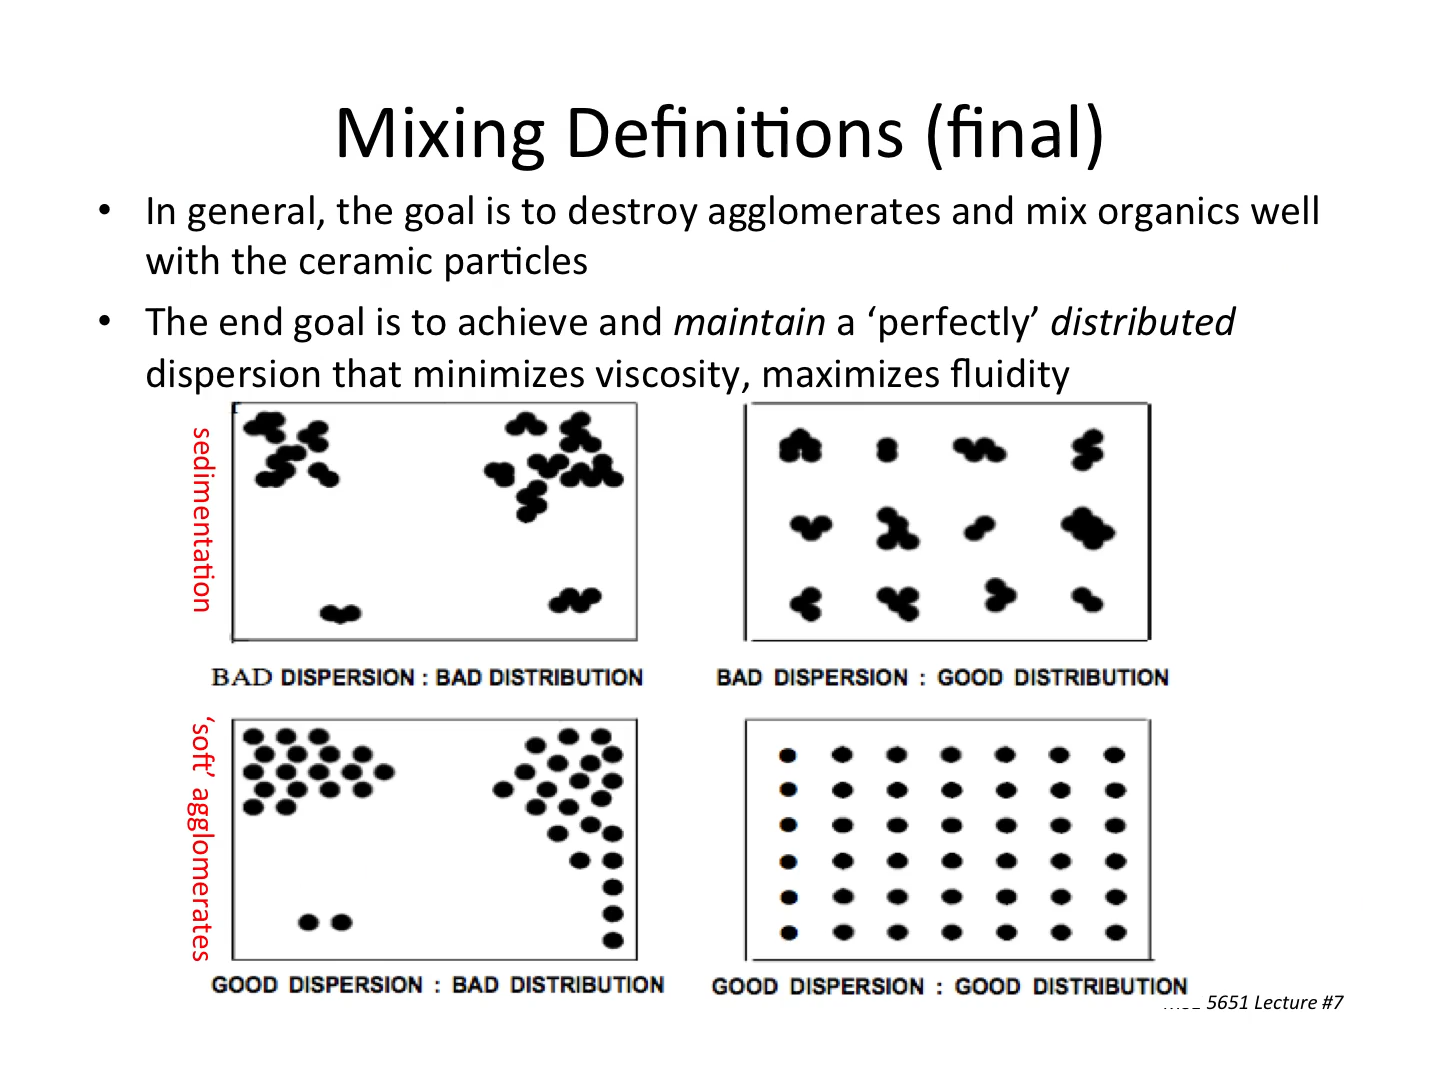 Mixing Definitions (final)
• In general, the goal is to destroy agglomerates and mix organics well
with the ceramic particles
• The end goal is to achieve and maintain a ‘perfectly’ distributed
dispersion that minimizes viscosity, maximizes fluidity
sedimentation
BAD DISPERSION : BAD DISTRIBUTION
BAD DISPERSION : GOOD DISTRIBUTION
‘soft’ agglomerates
GOOD DISPERSION : BAD DISTRIBUTION
GOOD DISPERSION : GOOD DISTRIBUTION
5651 Lecture #7